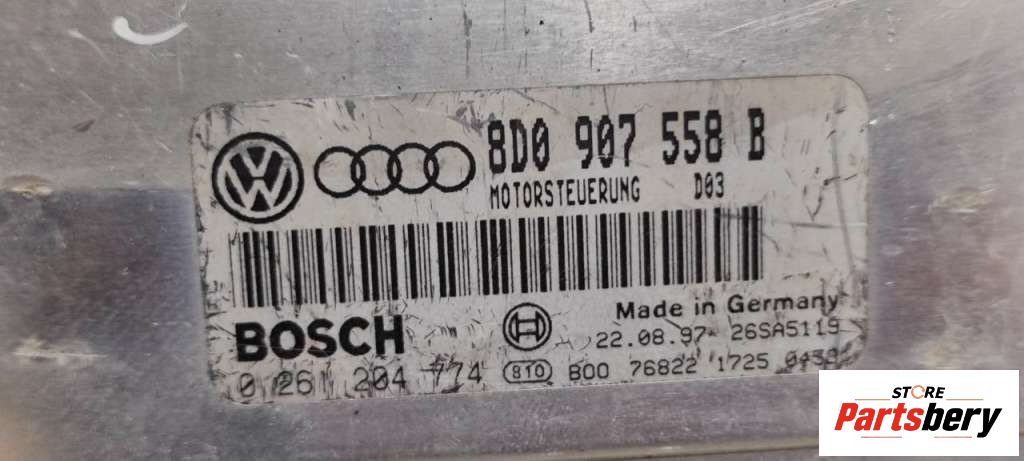 8D0 907 558 B
MOTORSTEUERUNG D03
BOSCH
Made in Germany
22.08.97 26SA5119
0 261 204 774
810 B00 76822 1725
STORE
Partsbery